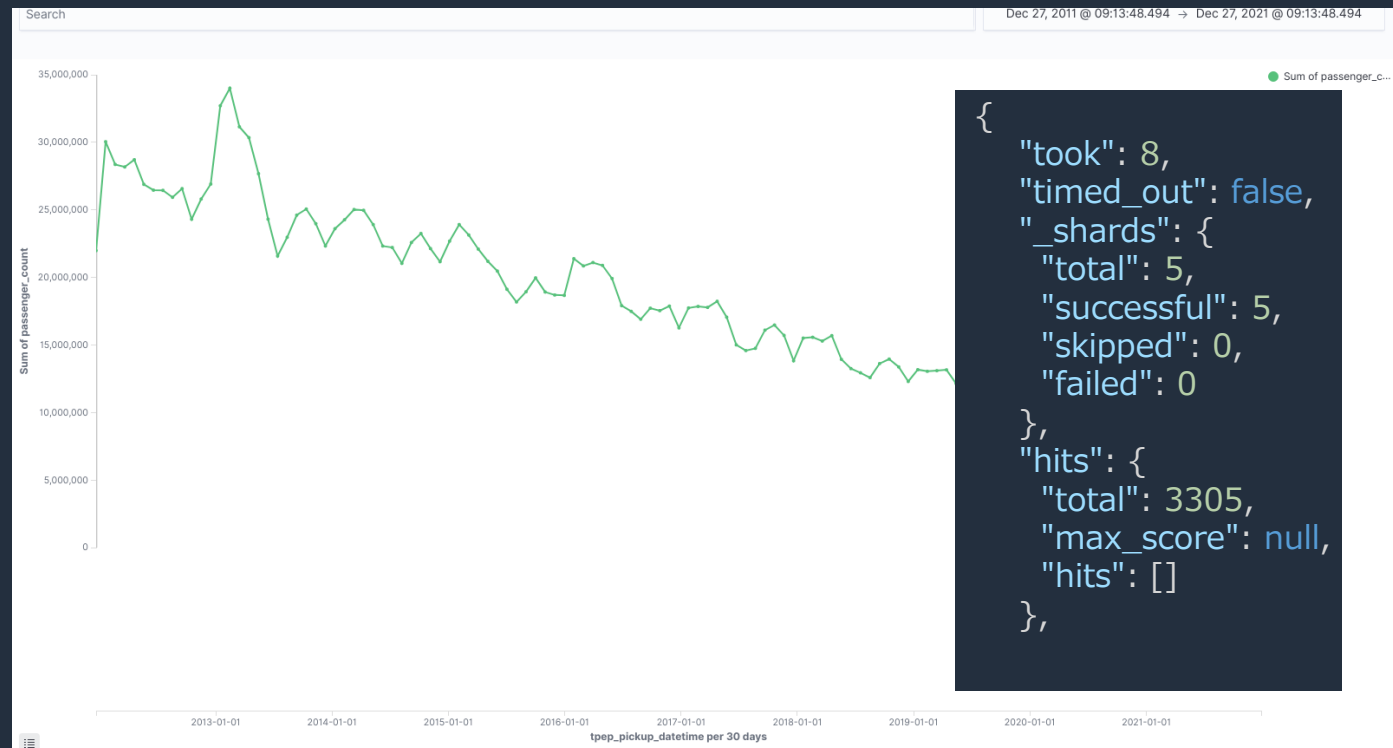 Search
Dec 27, 2011 @ 09:13:48.494 → Dec 27, 2021 @ 09:13:48.494
Sum of passenger_c...
35,000,000
30,000,000
25,000,000
20,000,000
15,000,000
10,000,000
5,000,000
0
Sum of passenger_count
{
"took": 8,
"timed_out": false,
"_shards": {
"total": 5,
"successful": 5,
"skipped": 0,
"failed": 0
},
"hits": {
"total": 3305,
"max_score": null,
"hits": []
},
2013-01-01
2014-01-01
2015-01-01
2016-01-01
2017-01-01
2018-01-01
2019-01-01
2020-01-01
2021-01-01
tpep_pickup_datetime per 30 days